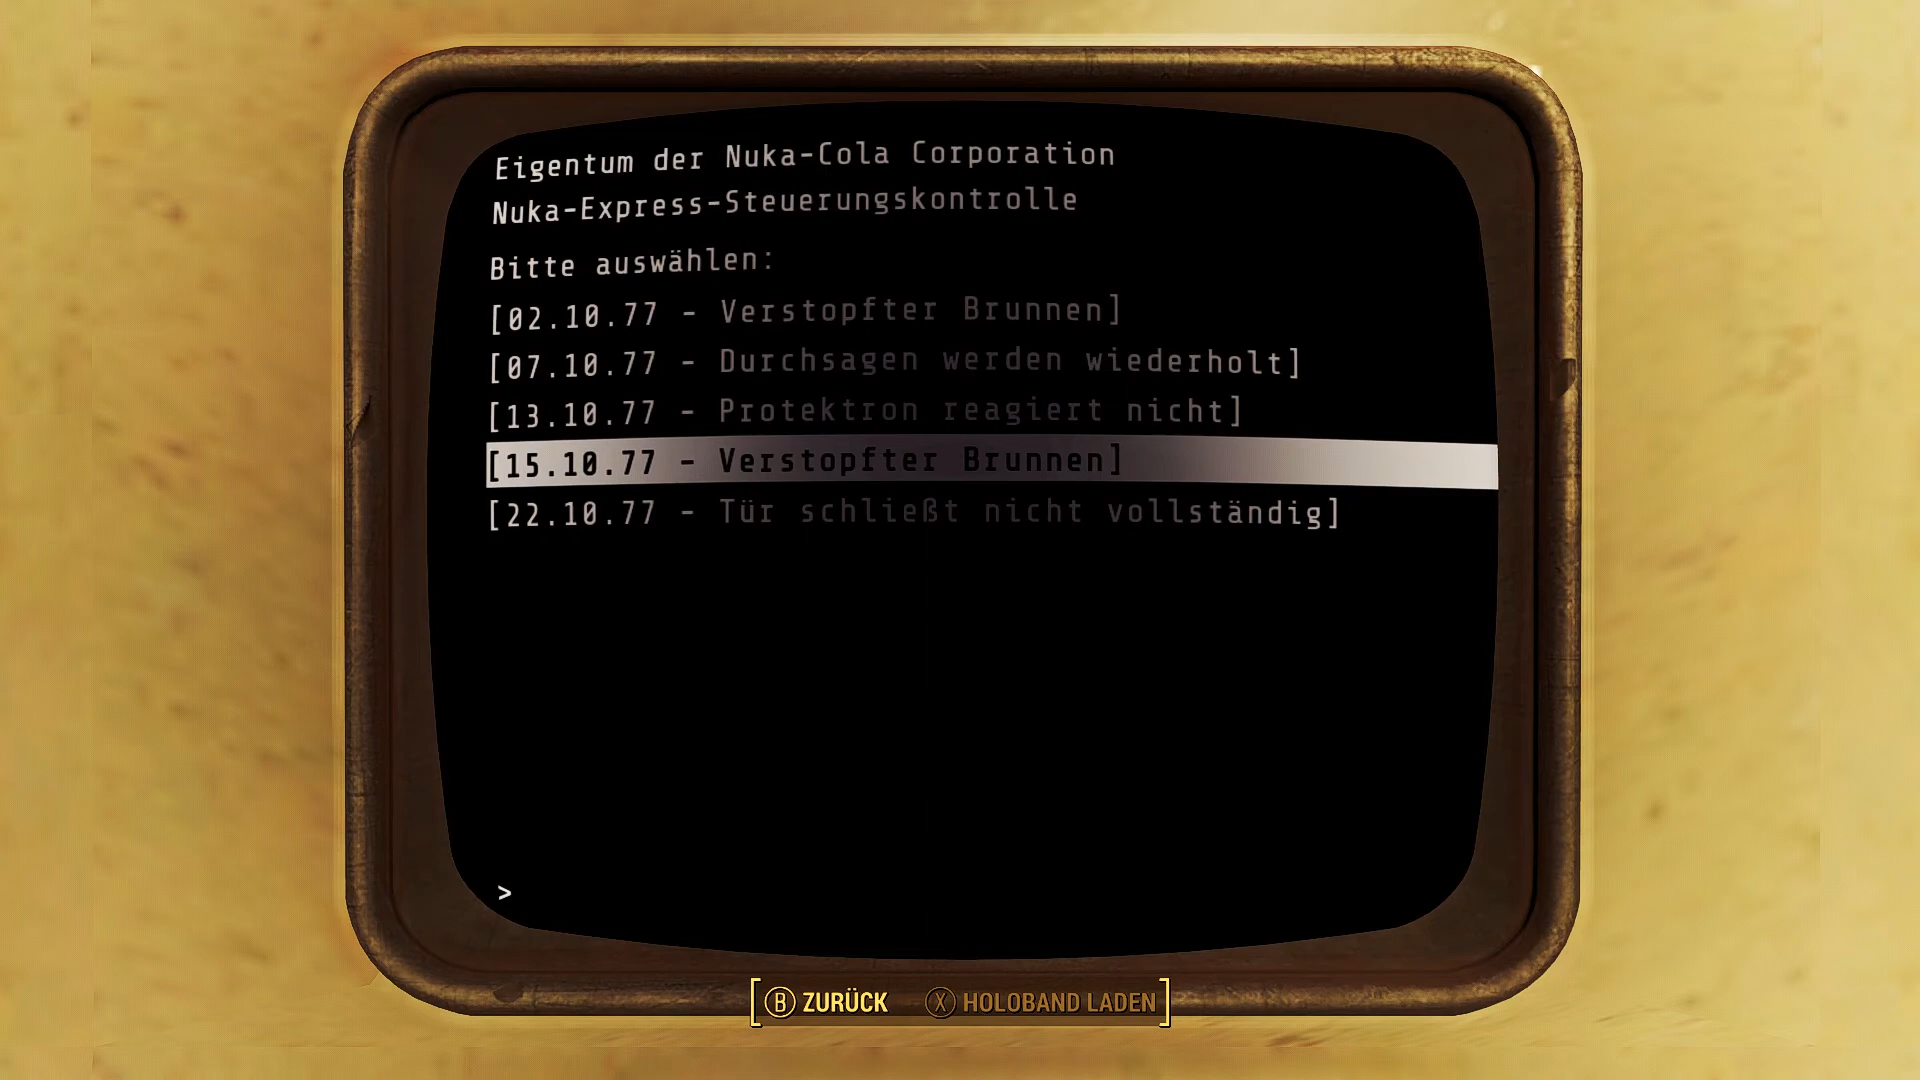 Eigentum der Nuka-Cola Corporation
Nuka-Express-Steuerungskontrolle
Bitte auswählen:
[02.10.77 - Verstopfter Brunnen]
[07.10.77 - Durchsagen werden wiederholt]
[13.10.77 - Protektron reagiert nicht]
[15.10.77 - Verstopfter Brunnen]
[22.10.77 - Tür schließt nicht vollständig]
>
B ZURÜCK X HOLOBAND LADEN